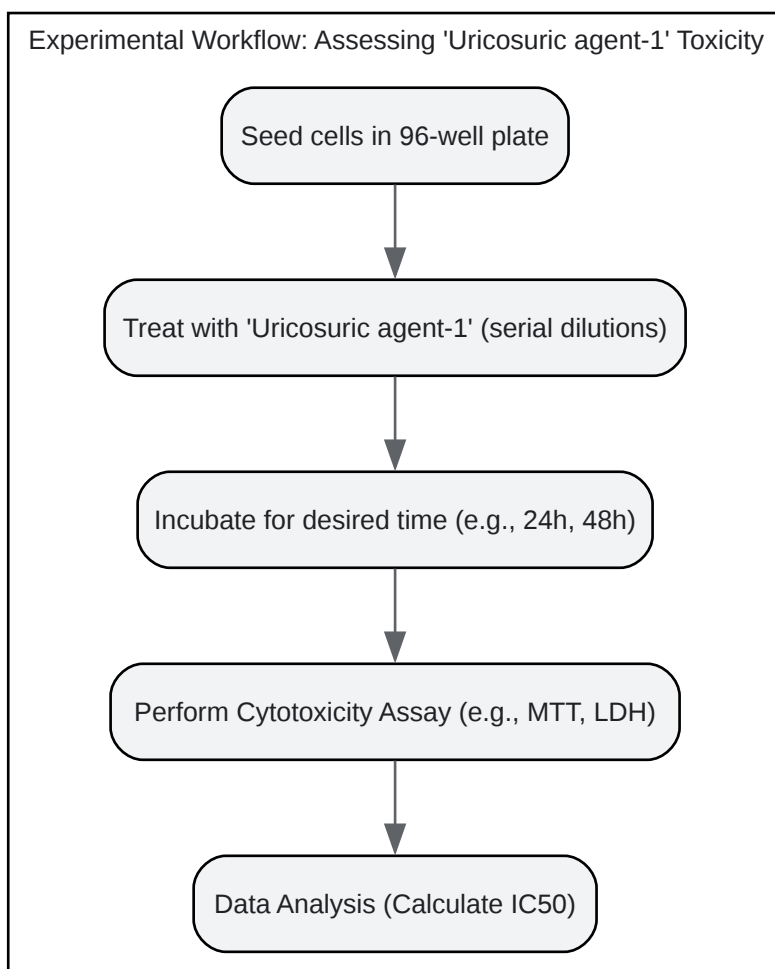 Experimental Workflow: Assessing 'Uricosuric agent-1' Toxicity
Seed cells in 96-well plate
Treat with 'Uricosuric agent-1' (serial dilutions)
Incubate for desired time (e.g., 24h, 48h)
Perform Cytotoxicity Assay (e.g., MTT, LDH)
Data Analysis (Calculate IC50)